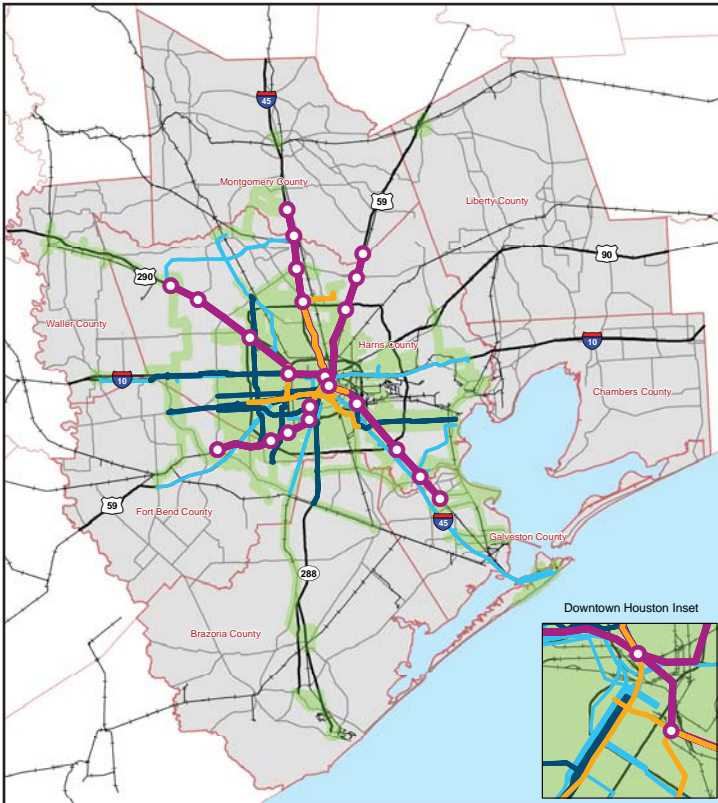 45
Montgomery County
59
Liberty County
90
290
Waller County
Harris County
10
10
Chambers County
59
Fort Bend County
45
Galveston County
288
Brazoria County
Downtown Houston Inset